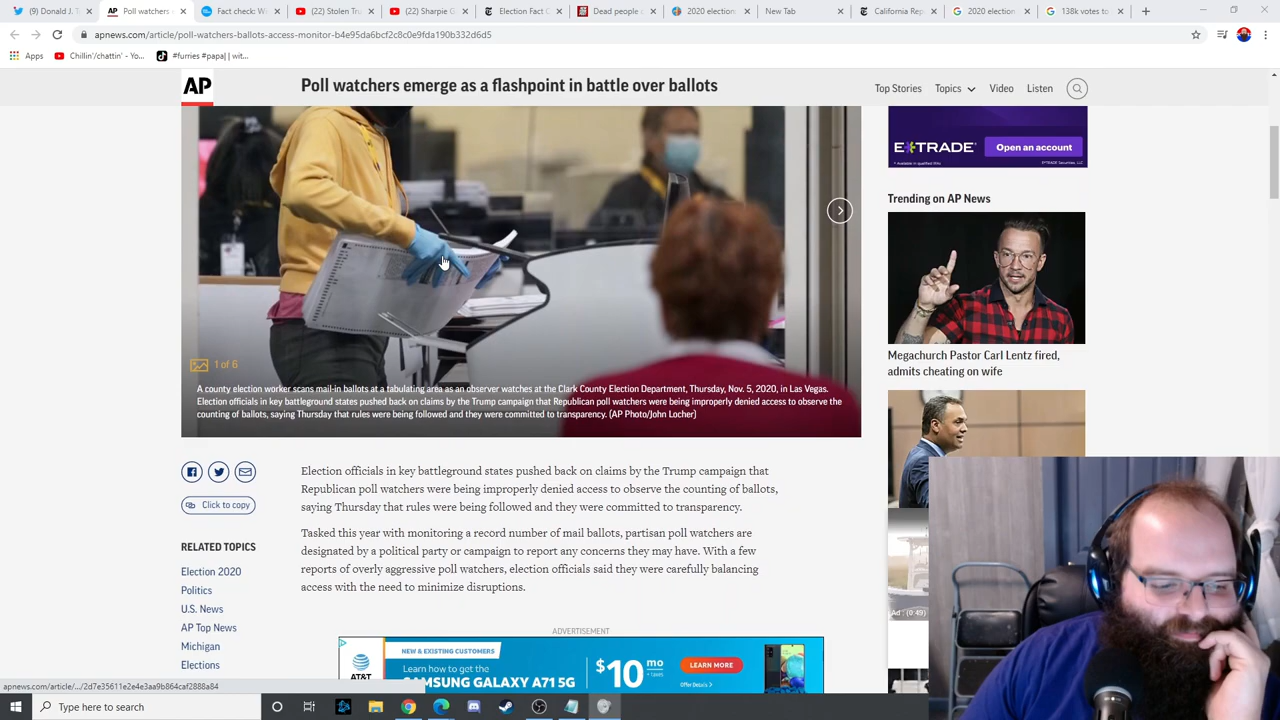 (9) Donald J. T
Poll watchers
Fact check: W
(22) Stolen Tru
(22) Sharpie G
Election Fact C
Dead people
2020 election
New Tab
California Rep
2020 election
138k votes to
apnews.com/article/poll-watchers-ballots-access-monitor-b4e95da6bcf2c8c0e9fda190b332d6d5
Apps
Chillin'/chattin' - Yo...
#furries #papa| | wit...
AP
Poll watchers emerge as a flashpoint in battle over ballots
Top Stories
Topics
Video
Listen
E*TRADE
Open an account
Trending on AP News
1 of 6
A county election worker scans mail-in ballots at a tabulating area as an observer watches at the Clark County Election Department, Thursday, Nov. 5, 2020, in Las Vegas.
Election officials in key battleground states pushed back on claims by the Trump campaign that Republican poll watchers were being improperly denied access to observe the
counting of ballots, saying Thursday that rules were being followed and they were committed to transparency. (AP Photo/John Locher)
Megachurch Pastor Carl Lentz fired,
admits cheating on wife
Click to copy
RELATED TOPICS
Election 2020
Politics
U.S. News
AP Top News
Michigan
Elections
Election officials in key battleground states pushed back on claims by the Trump campaign that
Republican poll watchers were being improperly denied access to observe the counting of ballots,
saying Thursday that rules were being followed and they were committed to transparency.
Tasked this year with monitoring a record number of mail ballots, partisan poll watchers are
designated by a political party or campaign to report any concerns they may have. With a few
reports of overly aggressive poll watchers, election officials said they were carefully balancing
access with the need to minimize disruptions.
Ad : (0:49)
ADVERTISEMENT
AT&T
NEW & EXISTING CUSTOMERS
Learn how to get the
SAMSUNG GALAXY A71 5G
$10 mo
LEARN MORE
Offer Details
apnews.com/article/.../2d7e35611e2e4e3aa9b864caf2888a84
Type here to search